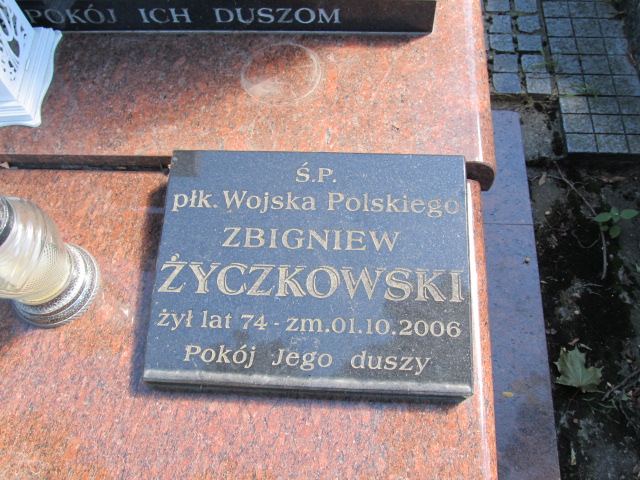 POKÓJ ICH DUSZOM
Ś.P.
płk. Wojska Polskiego
ZBIGNIEW
ŻYCZKOWSKI
żył lat 74 - zm.01.10.2006
Pokój Jego duszy